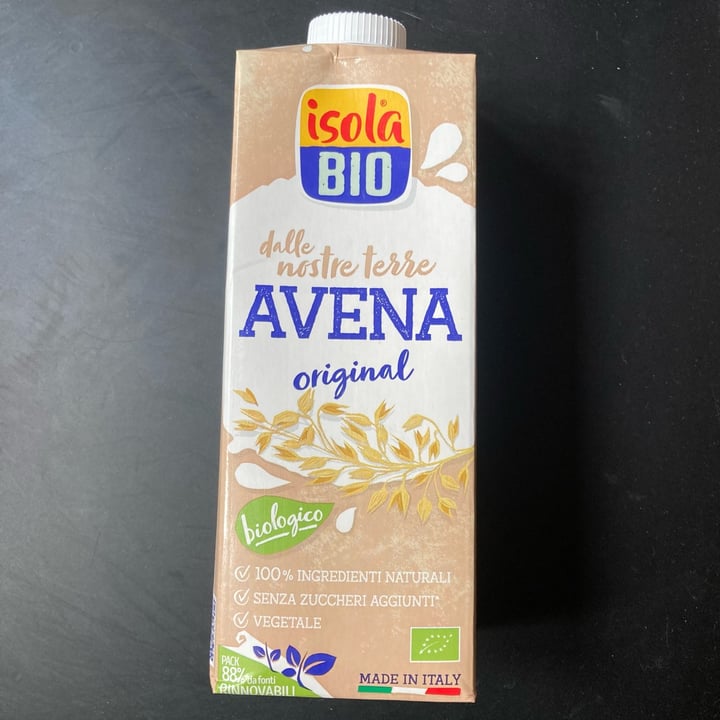 isola®
BIO
dalle
nostre terre
AVENA
original
biologico
100% INGREDIENTI NATURALI
SENZA ZUCCHERI AGGIUNTI*
VEGETALE
PACK
88% da fonti
RINNOVABILI
MADE IN ITALY